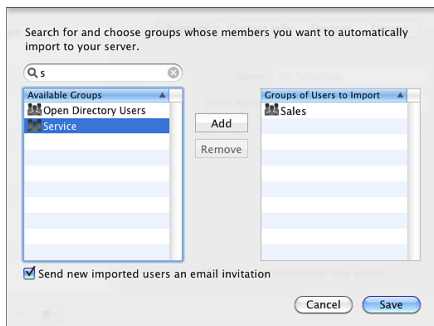 Search for and choose groups whose members you want to automatically
import to your server.
s
Available Groups
Open Directory Users
Service
Add
Remove
Groups of Users to Import
Sales
Send new imported users an email invitation
Cancel
Save